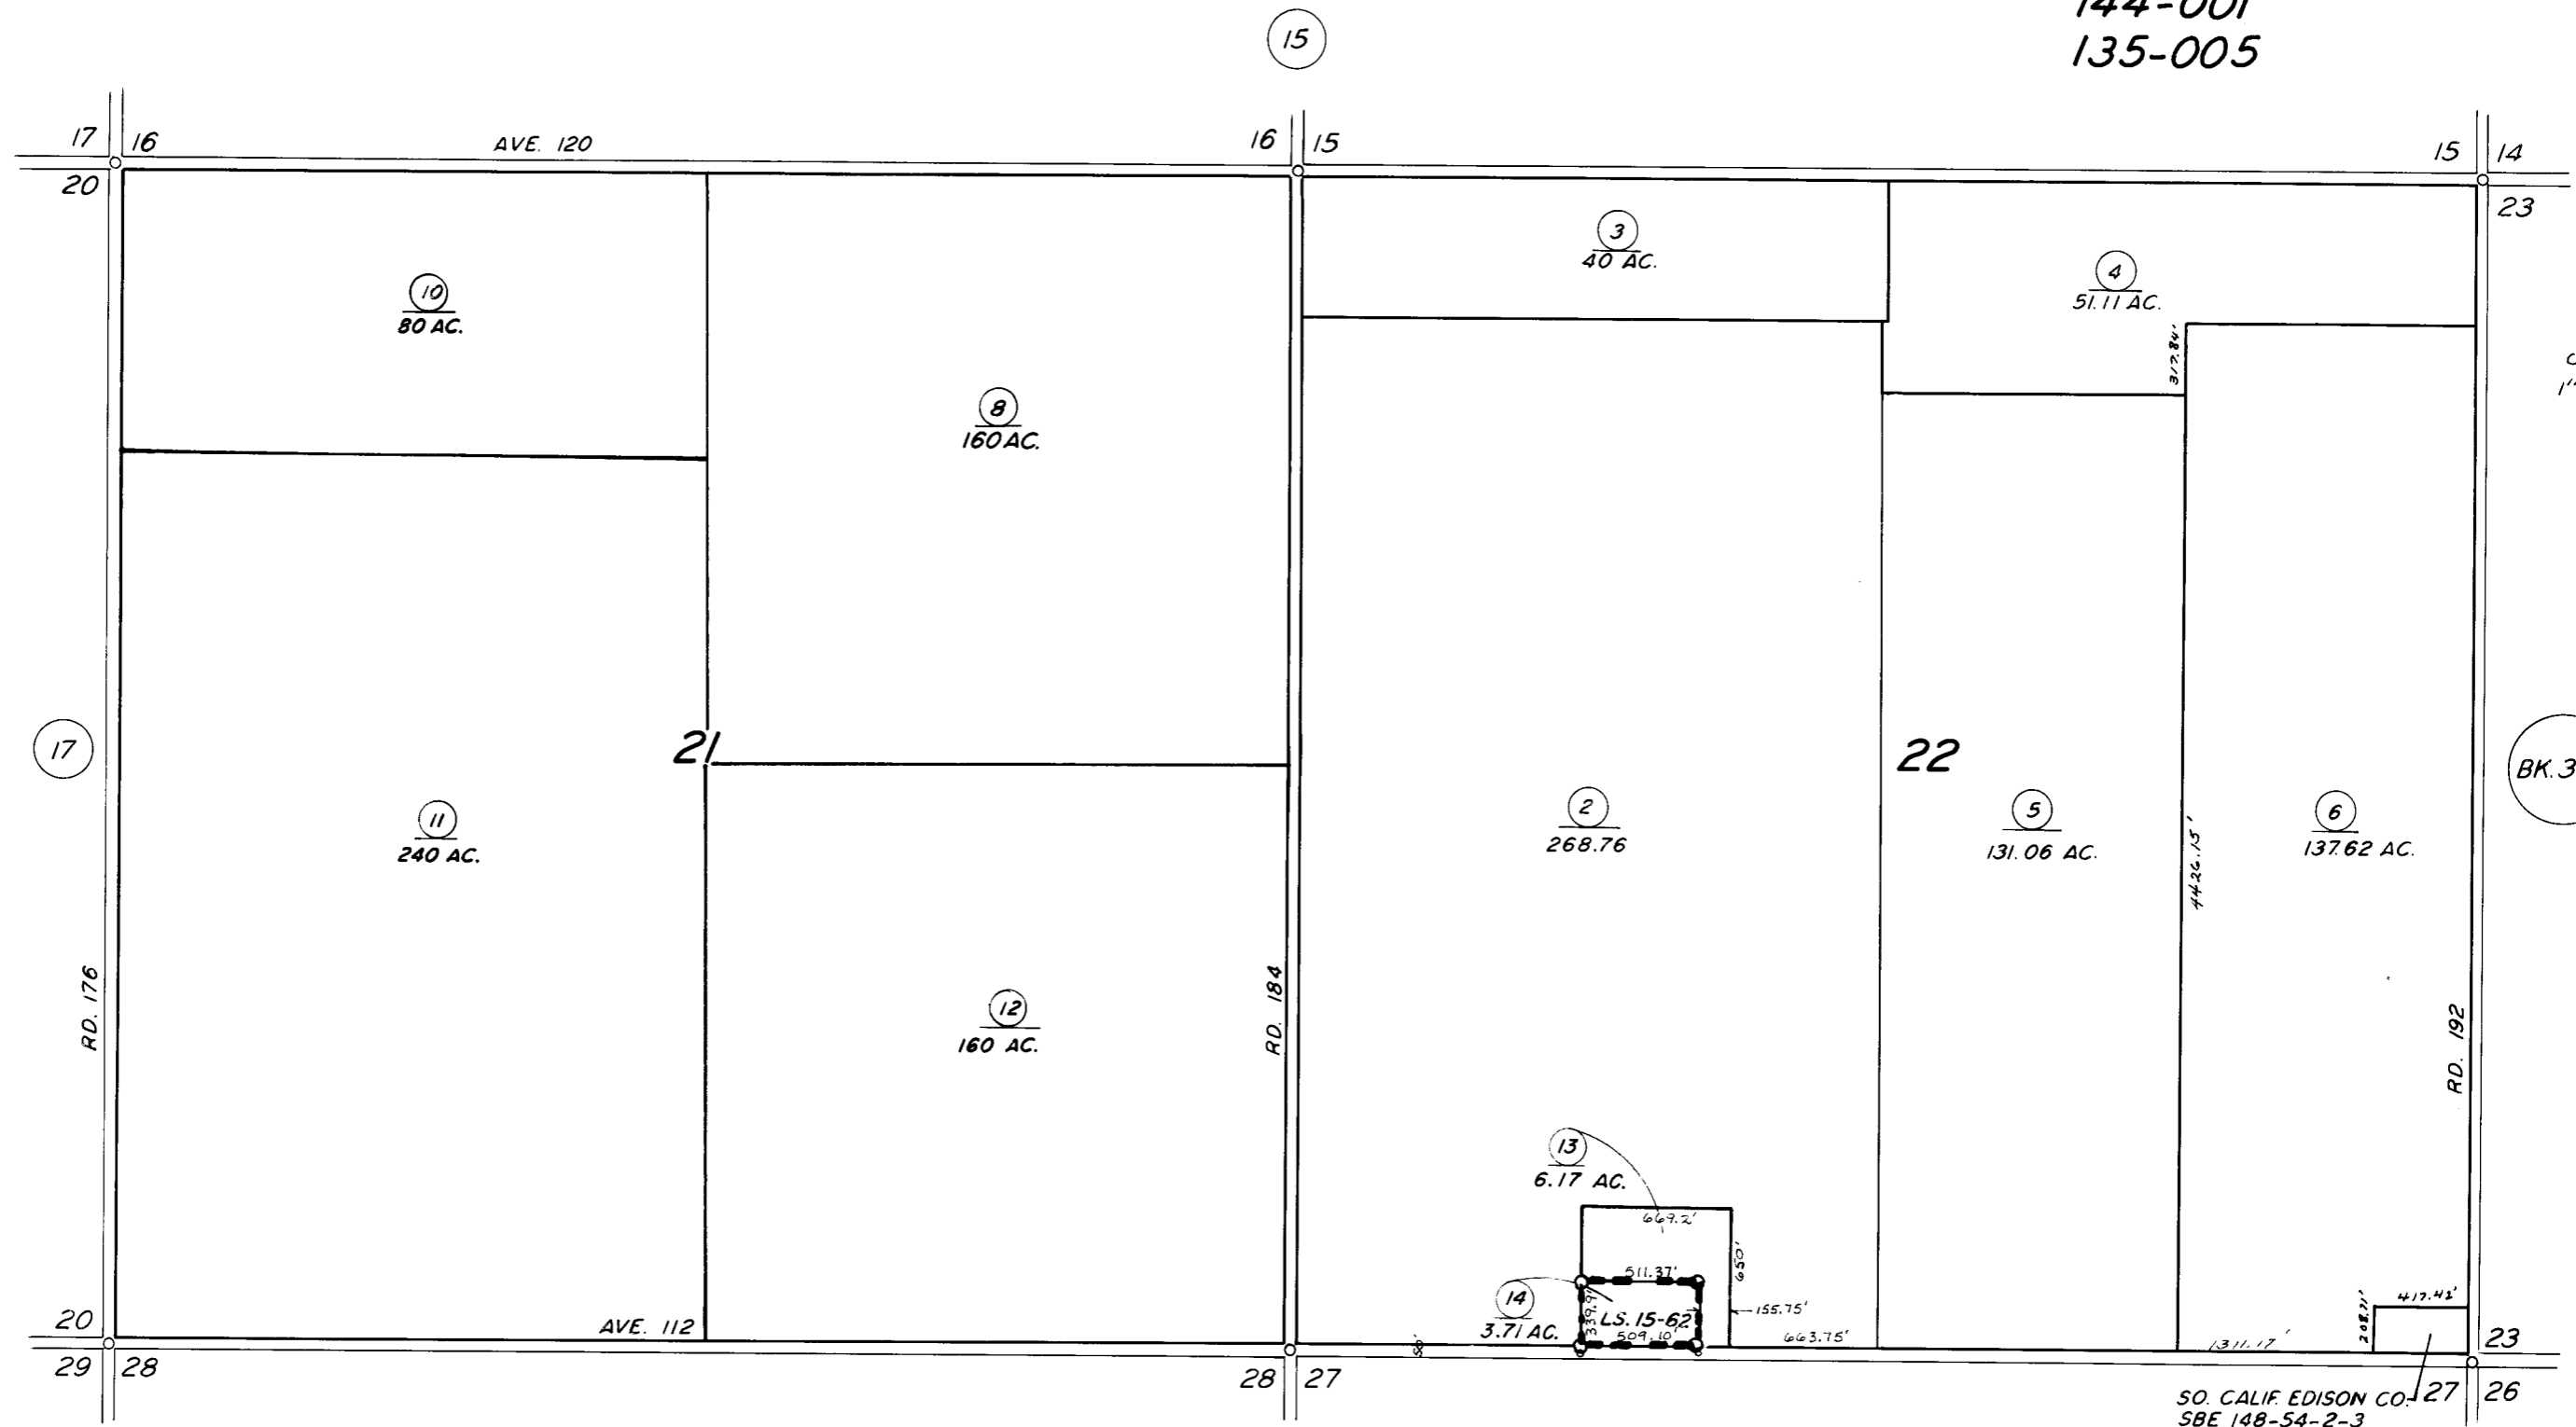 144-001
135-005
15
17 16 AVE. 120 16 15 15 14
20 23
3
40 AC.
4
51.11 AC.
10
80 AC.
317.84'
8
160 AC.
17
21
22
BK. 3
2
268.76
5
131.06 AC.
6
137.62 AC.
11
240 AC.
4426.15'
RD. 176
RD. 184
RD. 192
12
160 AC.
13
6.17 AC.
669.2'
650'
511.37'
14
3.71 AC.
339.9'
LS. 15-62
509.10'
155.75'
663.75'
50'
1311.17'
417.42'
208.71'
20 AVE. 112 23
29 28 28 27 27 26
SO. CALIF. EDISON CO.
SBE 148-54-2-3